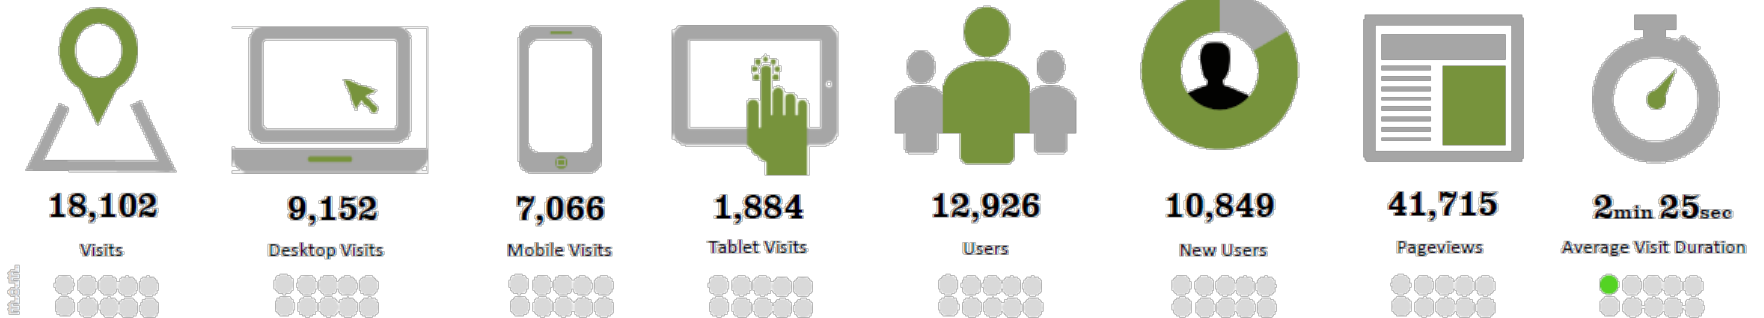 18,102
Visits
9,152
Desktop Visits
7,066
Mobile Visits
1,884
Tablet Visits
12,926
Users
10,849
New Users
41,715
Pageviews
2min 25sec
Average Visit Duration